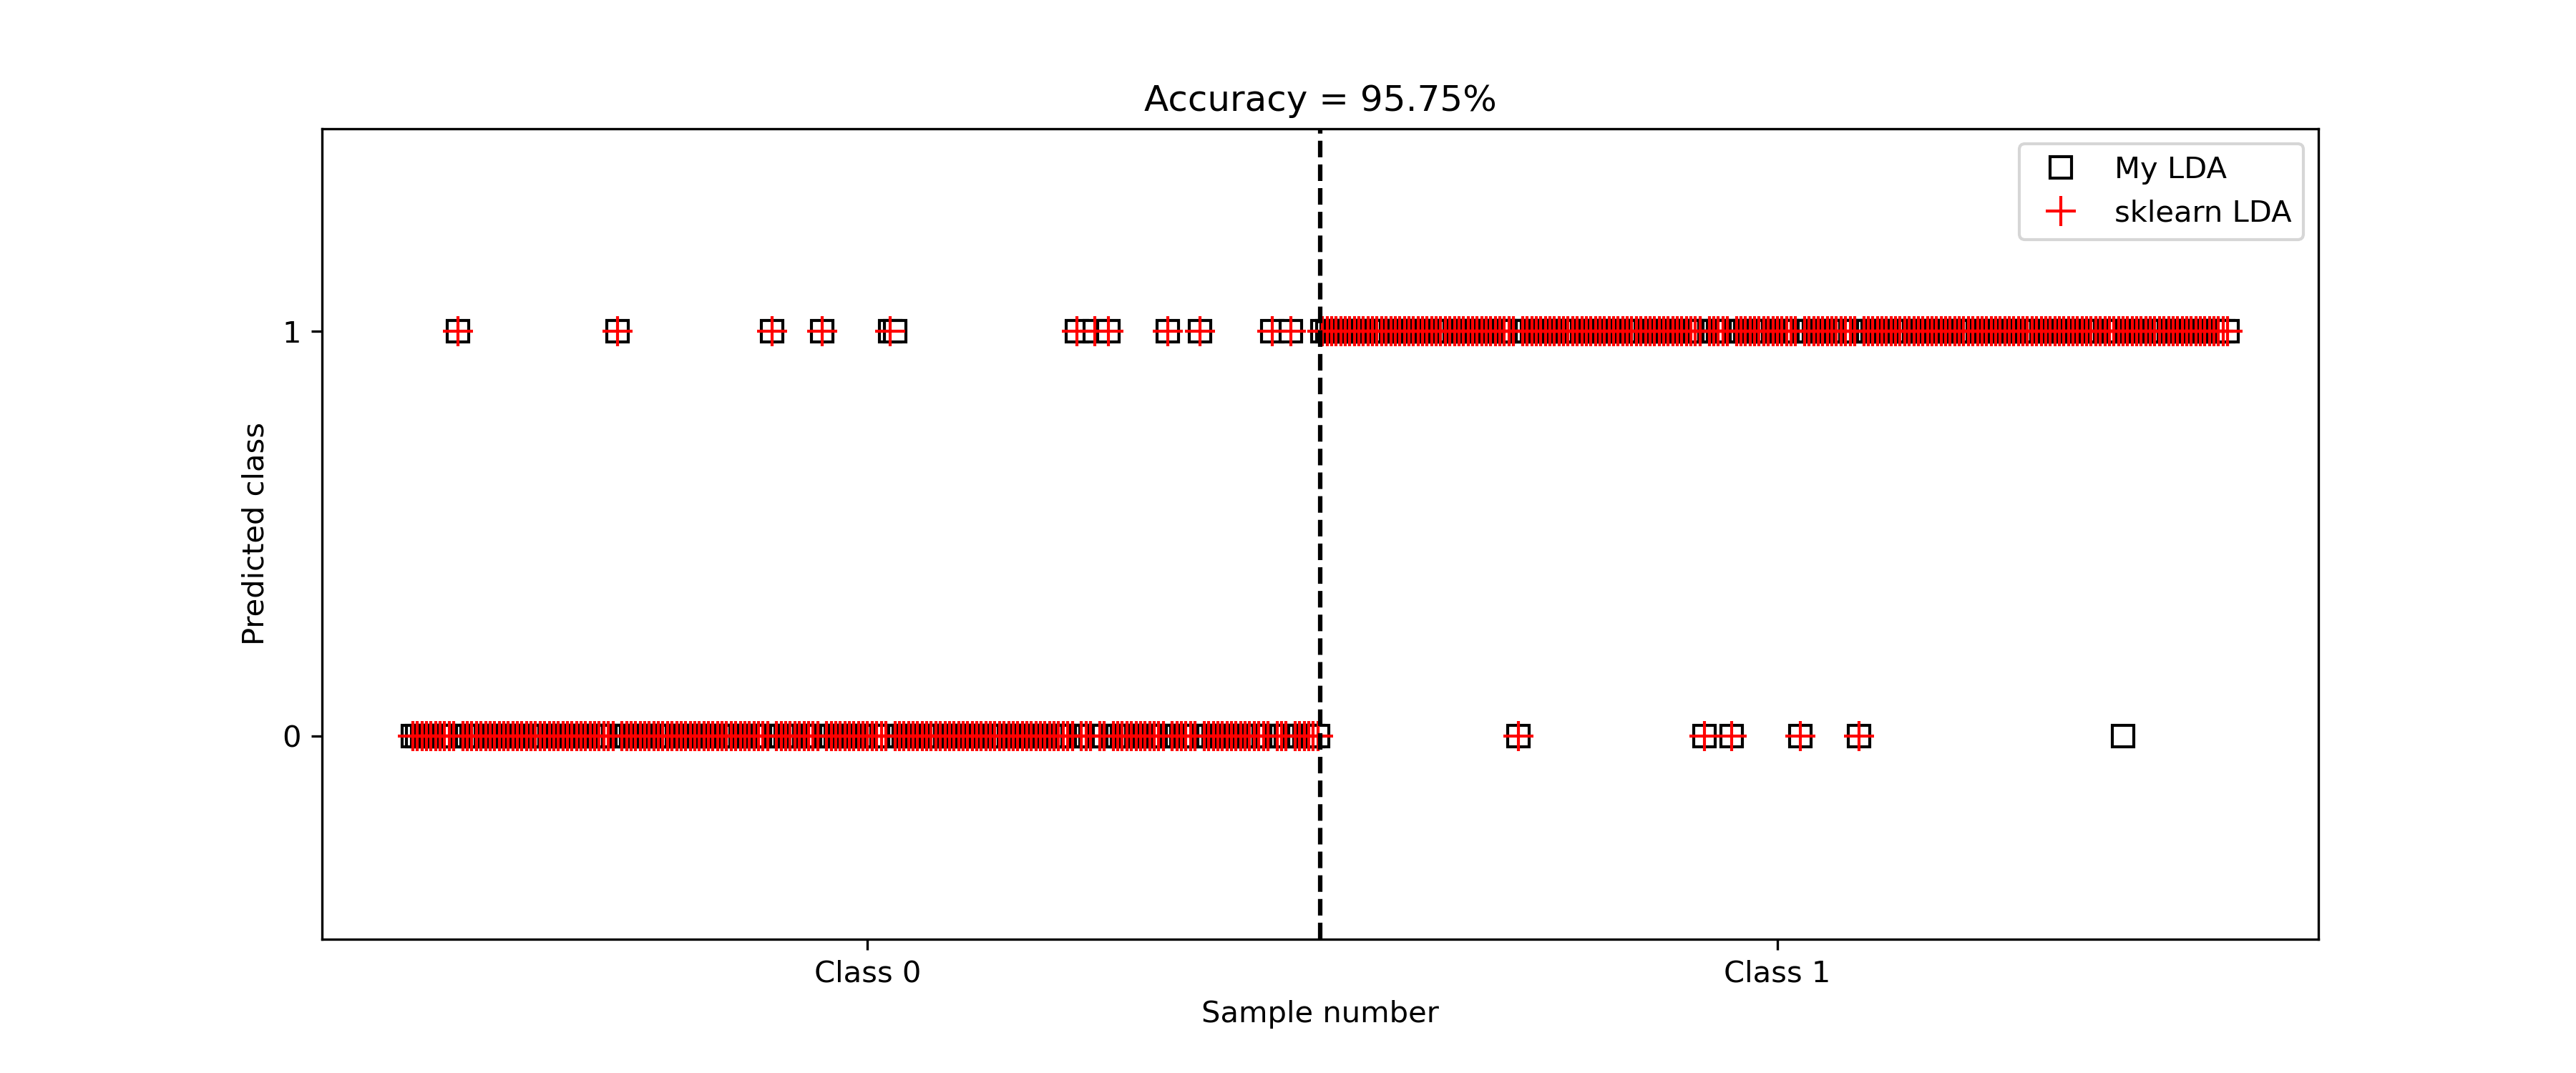 Accuracy = 95.75%
My LDA
sklearn LDA
1
0
Predicted class
Class 0
Class 1
Sample number